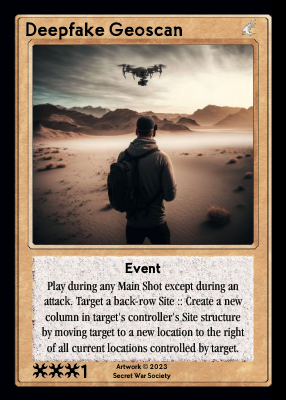 Deepfake Geoscan
Event
Play during any Main Shot except during an
attack. Target a back-row Site :: Create a new
column in target's controller's Site structure
by moving target to a new location to the right
of all current locations controlled by target.
1
Artwork © 2023
Secret War Society